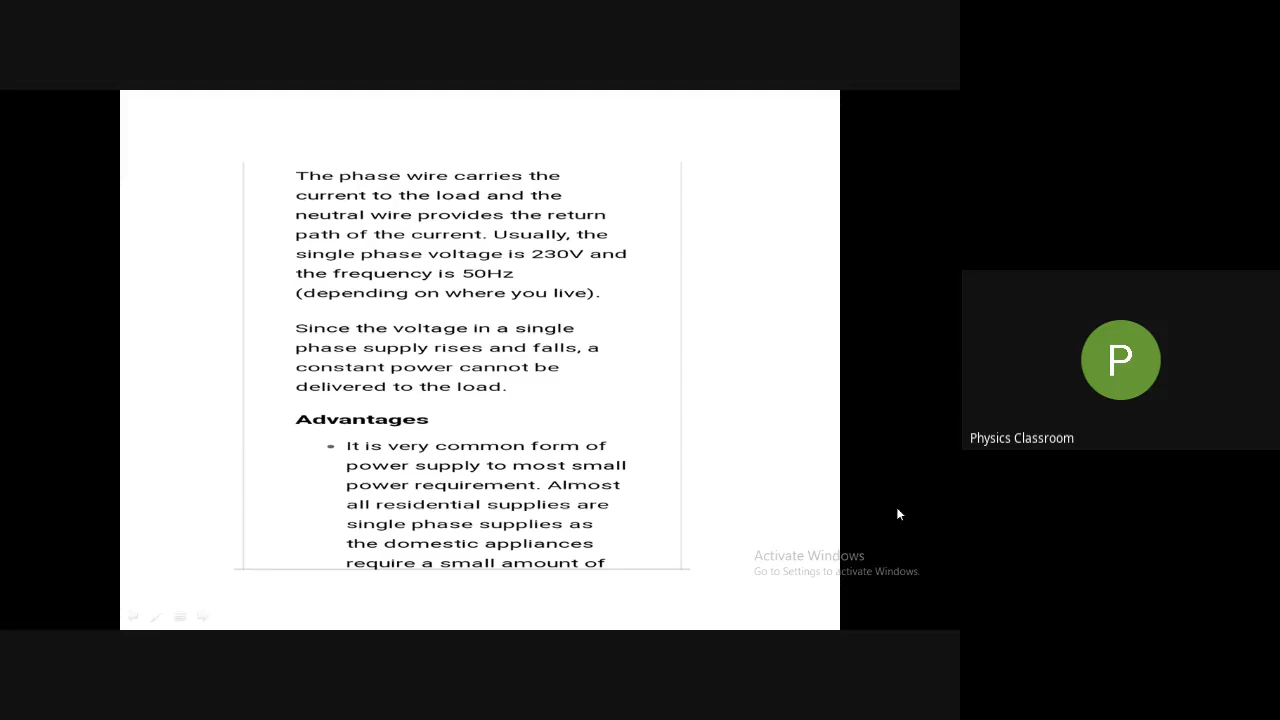 The phase wire carries the
current to the load and the
neutral wire provides the return
path of the current. Usually, the
single phase voltage is 230V and
the frequency is 50Hz
(depending on where you live).
Since the voltage in a single
phase supply rises and falls, a
constant power cannot be
delivered to the load.
Advantages
• It is very common form of
power supply to most small
power requirement. Almost
all residential supplies are
single phase supplies as
the domestic appliances
require a small amount of
P
Physics Classroom
Activate Windows
Go to Settings to activate Windows.